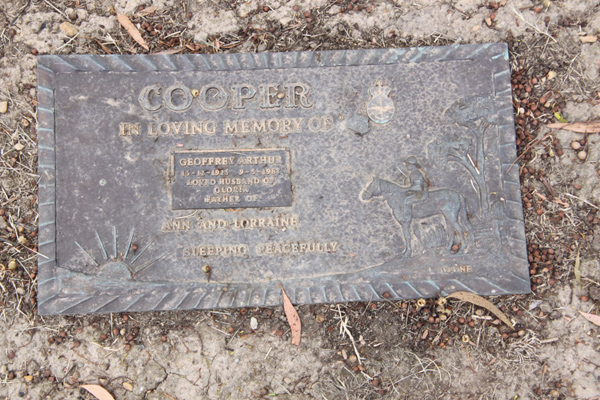 COOPER
IN LOVING MEMORY OF
GEOFFREY ARTHUR
LOVED HUSBAND OF
GLORIA
FATHER OF
ANN AND LORRAINE
SLEEPING PEACEFULLY